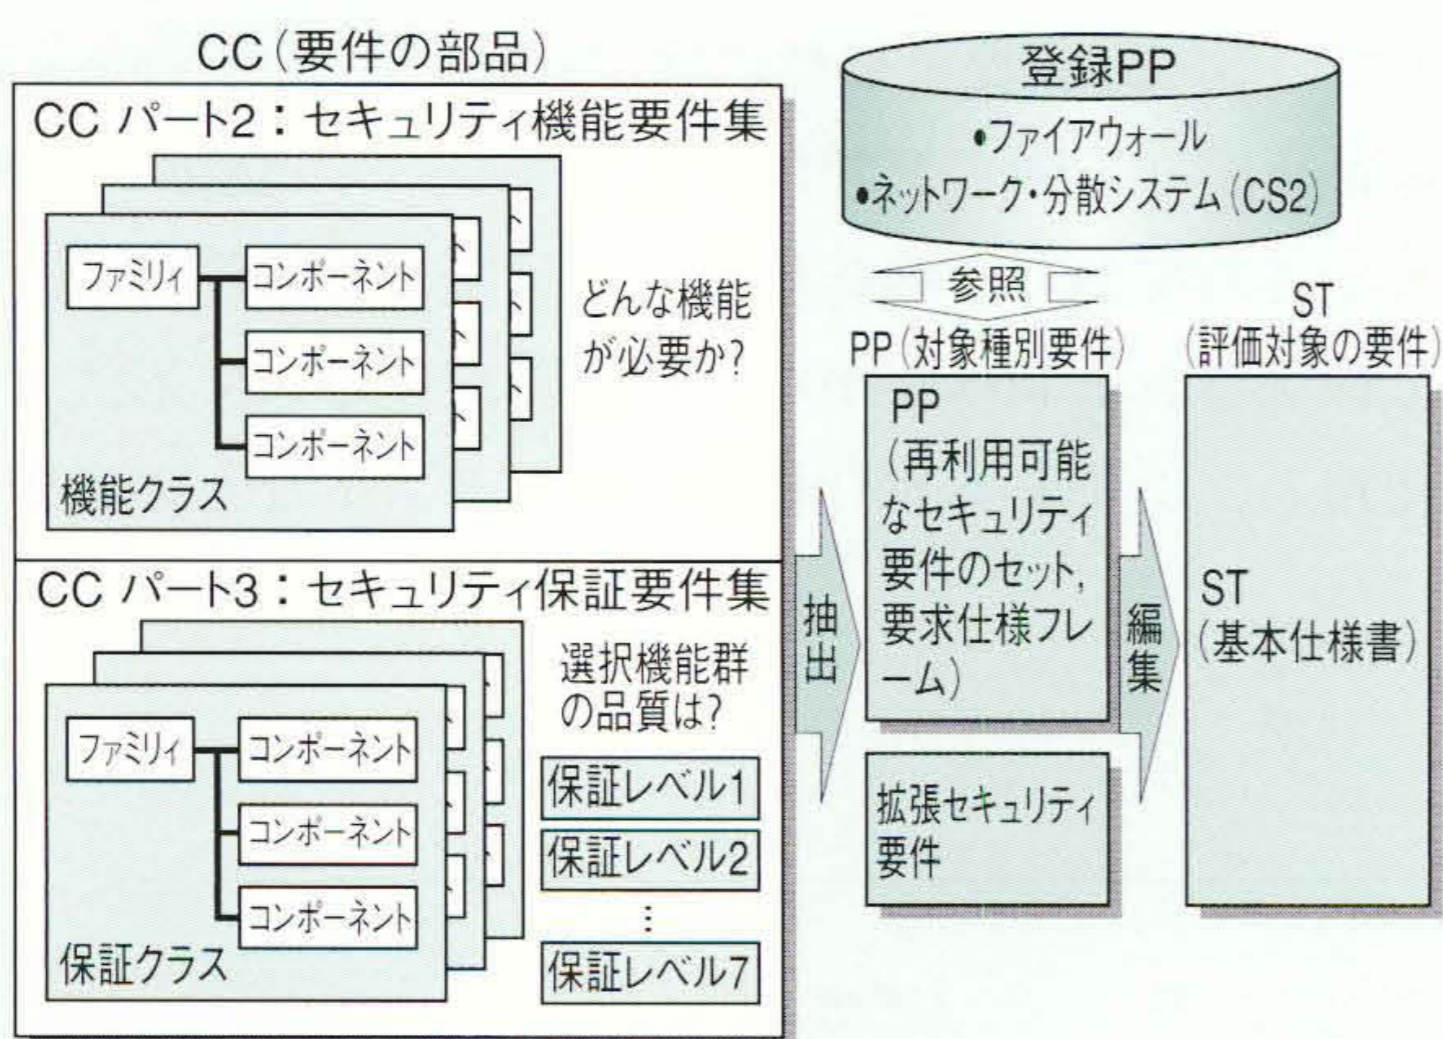 CC（要件の部品）
CC パート2：セキュリティ機能要件集
ファミリィ
コンポーネント
コンポーネント
コンポーネント
機能クラス
ト
ト
ト
ト
ト
ト
どんな機能
が必要か?
CC パート3：セキュリティ保証要件集
ファミリィ
コンポーネント
コンポーネント
コンポーネント
保証クラス
選択機能群
の品質は?
保証レベル1
保証レベル2
⋮
保証レベル7
抽出
登録PP
●ファイアウォール
●ネットワーク・分散システム（CS2）
参照
PP（対象種別要件）
PP
（再利用可能
なセキュリティ
要件のセット,
要求仕様フレ
ーム）
拡張セキュリティ
要件
編集
ST
（評価対象の要件）
ST
（基本仕様書）